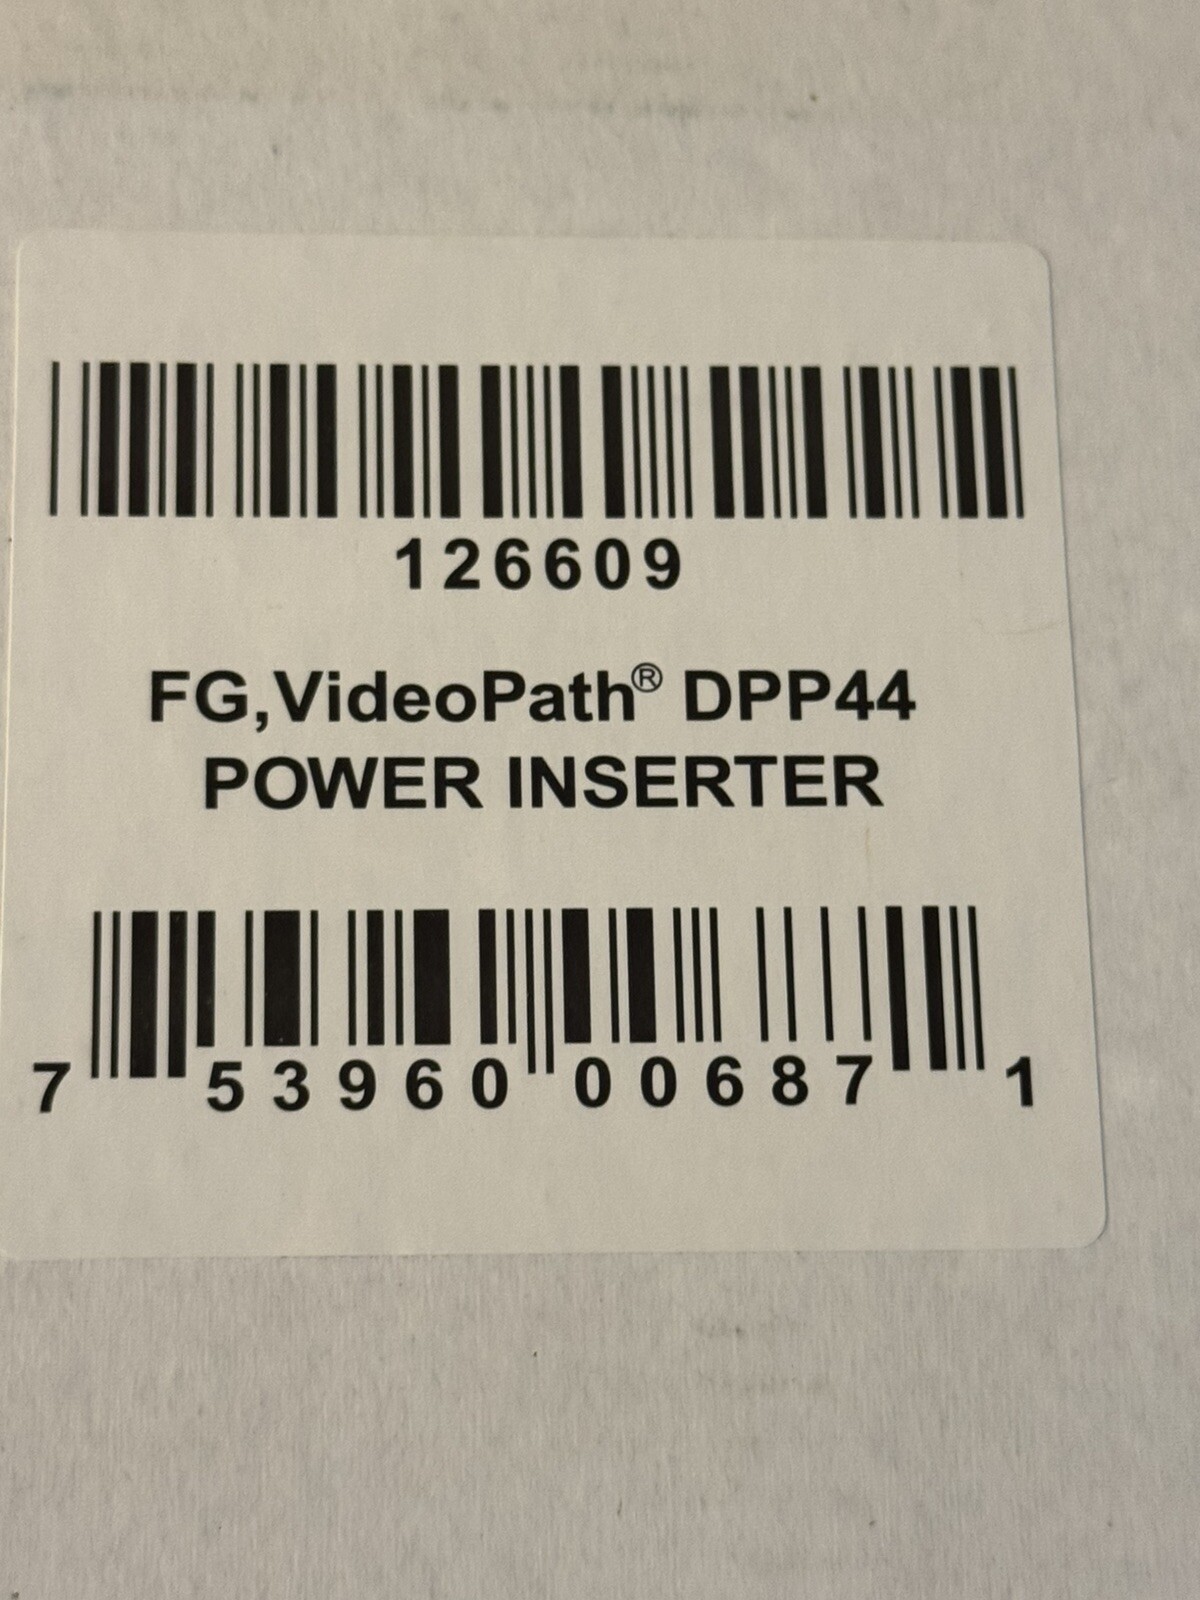 126609
FG,VideoPath® DPP44
POWER INSERTER
7 53960 00687 1